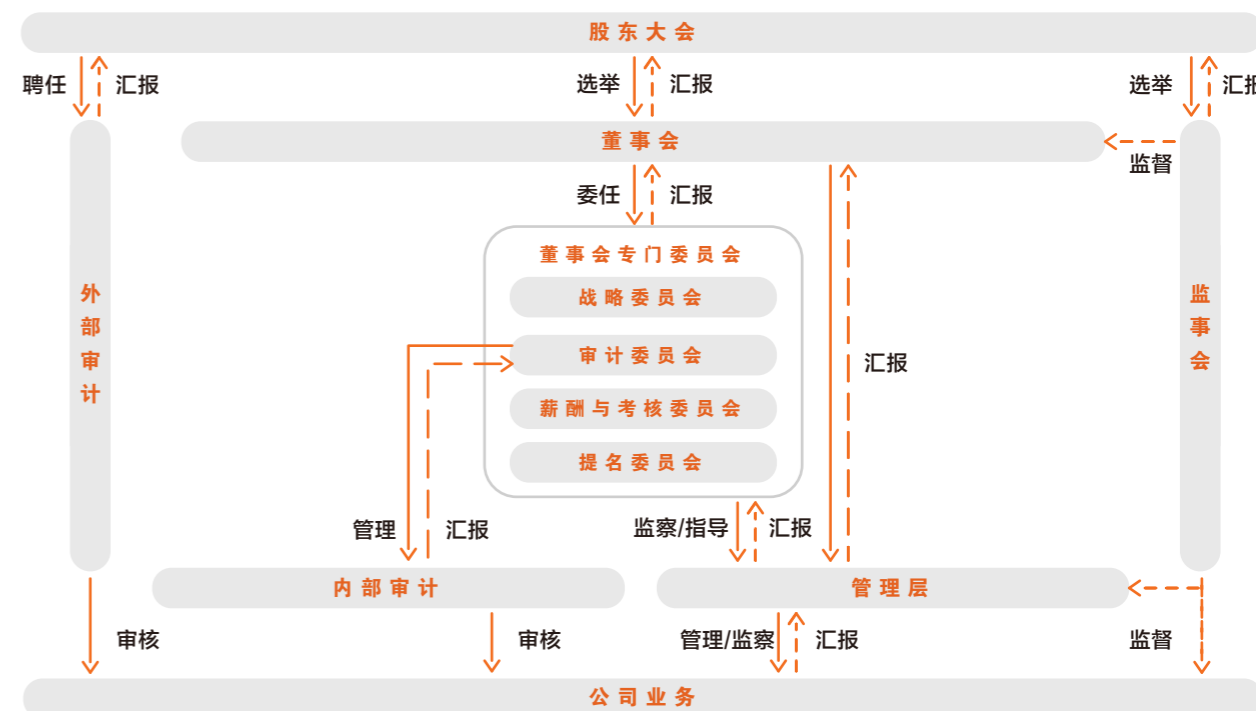 股东大会
聘任
汇报
选举
汇报
选举
汇报
董事会
监督
委任
汇报
董事会专门委员会
战略委员会
审计委员会
薪酬与考核委员会
提名委员会
外部审计
监事会
汇报
管理
汇报
监察/指导
汇报
内部审计
管理层
审核
审核
管理/监察
汇报
监督
公司业务